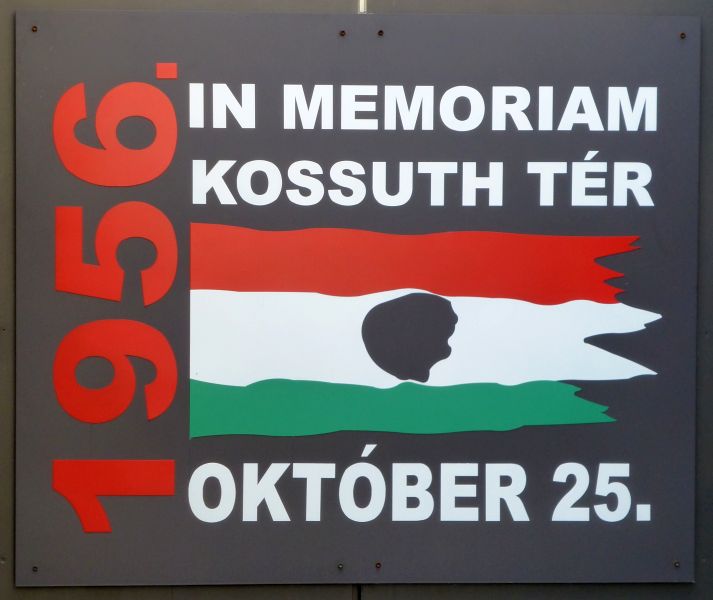 1956.
IN MEMORIAM
KOSSUTH TÉR
OKTÓBER 25.